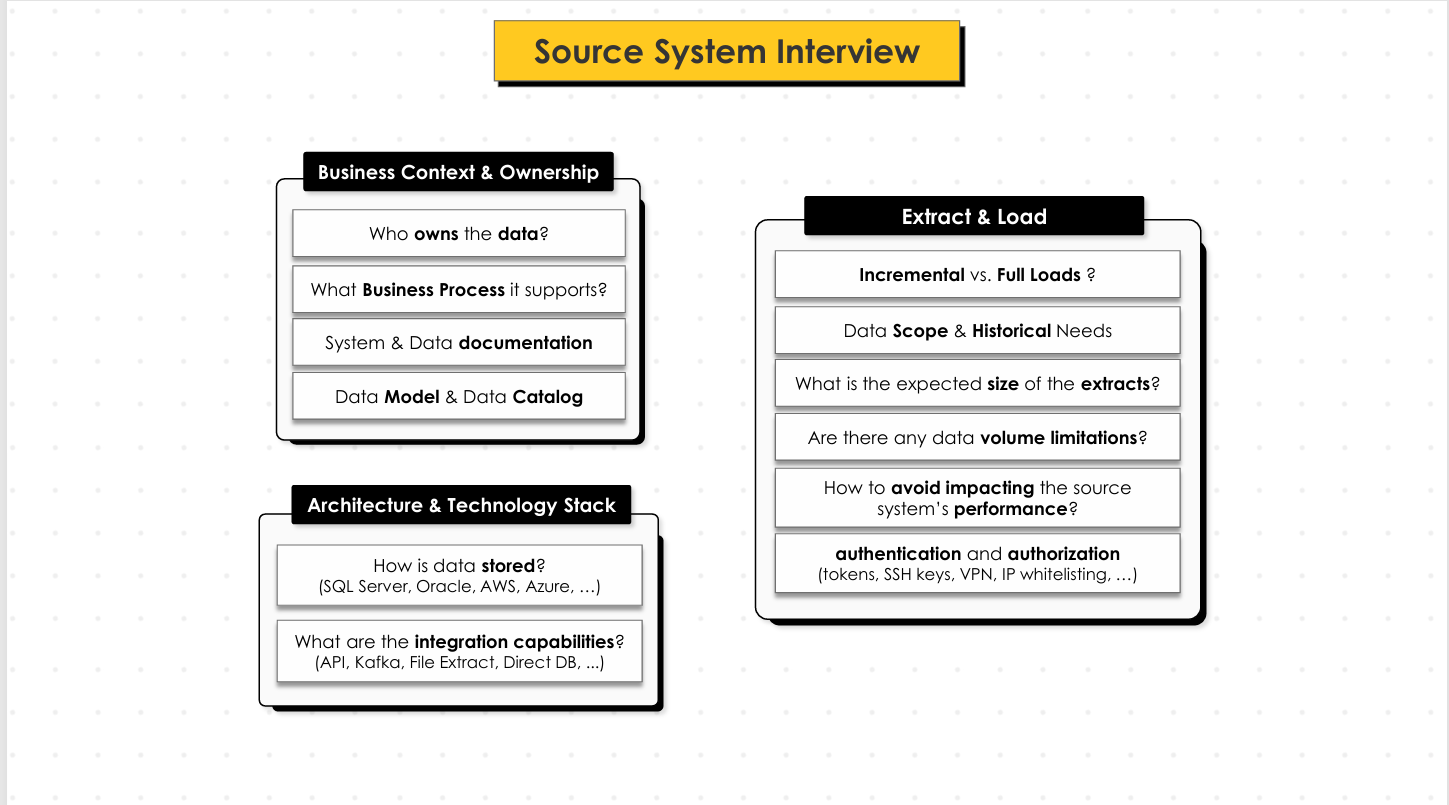 Source System Interview
Business Context & Ownership
Who owns the data?
What Business Process it supports?
System & Data documentation
Data Model & Data Catalog
Architecture & Technology Stack
How is data stored?
(SQL Server, Oracle, AWS, Azure, …)
What are the integration capabilities?
(API, Kafka, File Extract, Direct DB, ...)
Extract & Load
Incremental vs. Full Loads ?
Data Scope & Historical Needs
What is the expected size of the extracts?
Are there any data volume limitations?
How to avoid impacting the source
system’s performance?
authentication and authorization
(tokens, SSH keys, VPN, IP whitelisting, …)